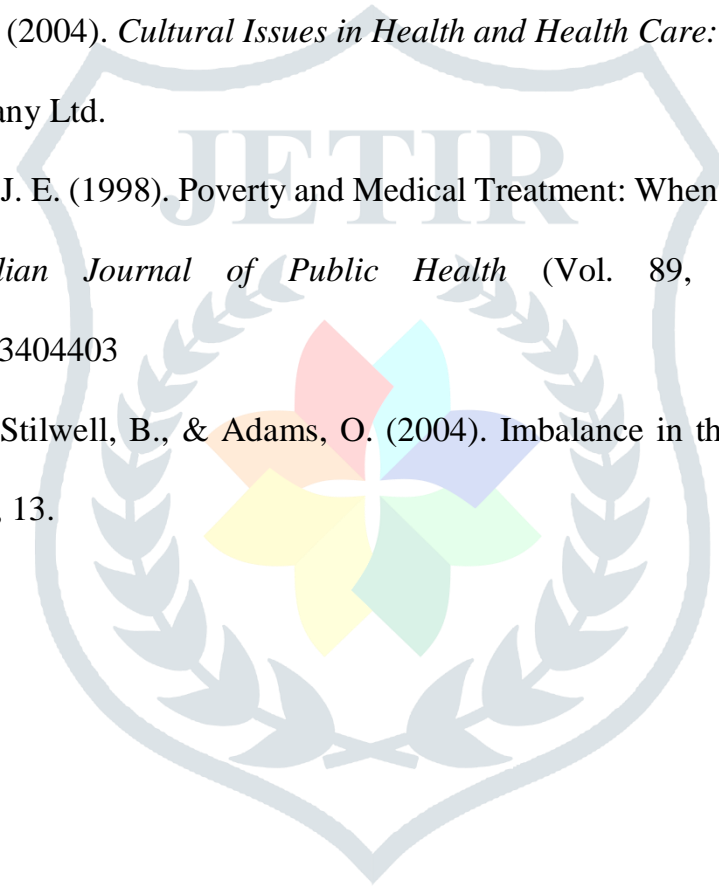 (2004). Cultural Issues in Health and Health Care:
any Ltd.
JETIR
J. E. (1998). Poverty and Medical Treatment: When
lian Journal of Public Health (Vol. 89,
3404403
Stilwell, B., & Adams, O. (2004). Imbalance in th
, 13.